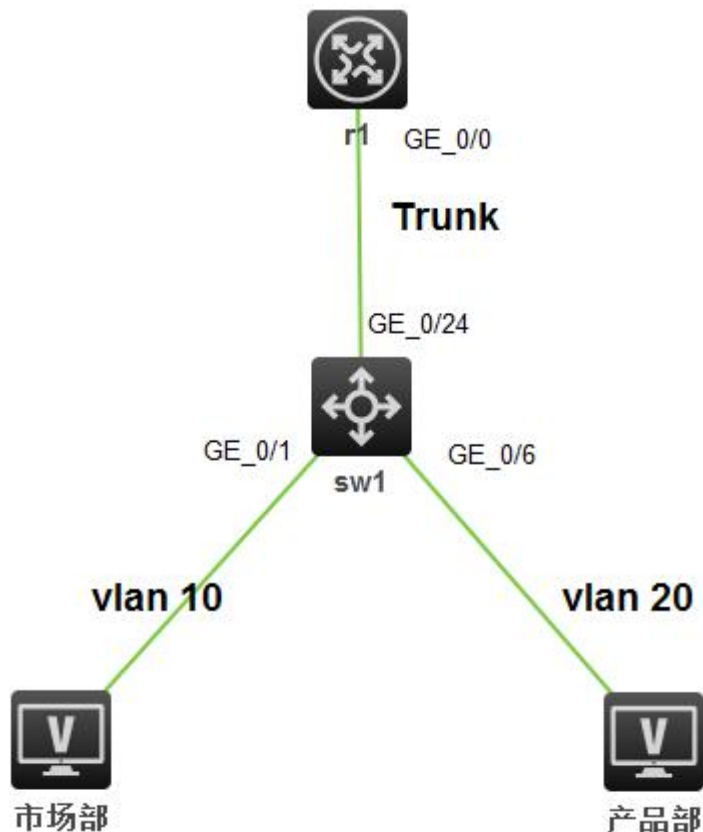 r1
GE_0/0
Trunk
GE_0/24
GE_0/1
GE_0/6
sw1
vlan 10
vlan 20
V
V
市场部
产品部